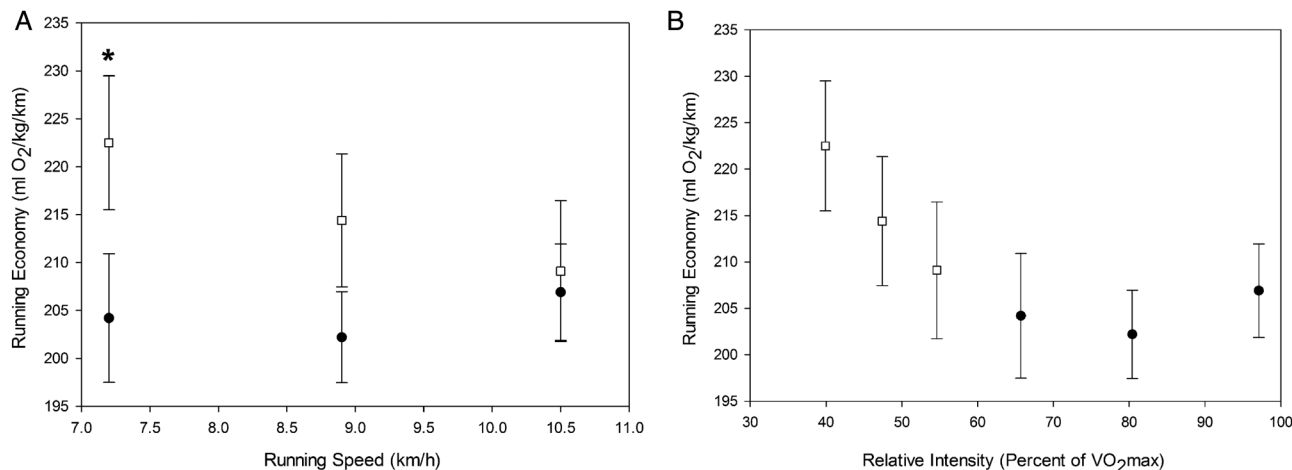 A
Running Economy (ml O₂/kg/km)
235
230
225
220
215
210
205
200
195
*
7.0 7.5 8.0 8.5 9.0 9.5 10.0 10.5 11.0
Running Speed (km/h)
B
Running Economy (ml O₂/kg/km)
235
230
225
220
215
210
205
200
195
30 40 50 60 70 80 90 100
Relative Intensity (Percent of VO₂max)